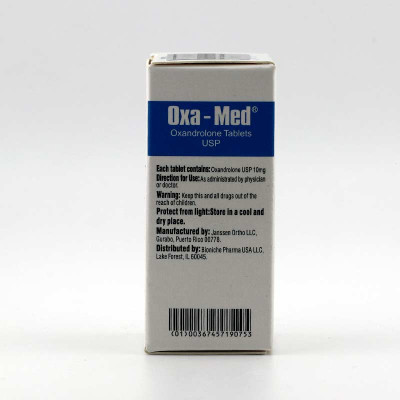 Oxa-Med®
Oxandrolone Tablets
USP
Each tablet contains: Oxandrolone USP 10mg
Direction for Use: As administrated by physician
or doctor.
Warning: Keep this and all drugs out of the
reach of children.
Protect from light: Store in a cool and
dry place.
Manufactured by: Janssen Ortho LLC,
Gurabo, Puerto Rico 00778.
Distributed by: Bioniche Pharma USA LLC,
Lake Forest, IL 60045.
(01)00367457190753